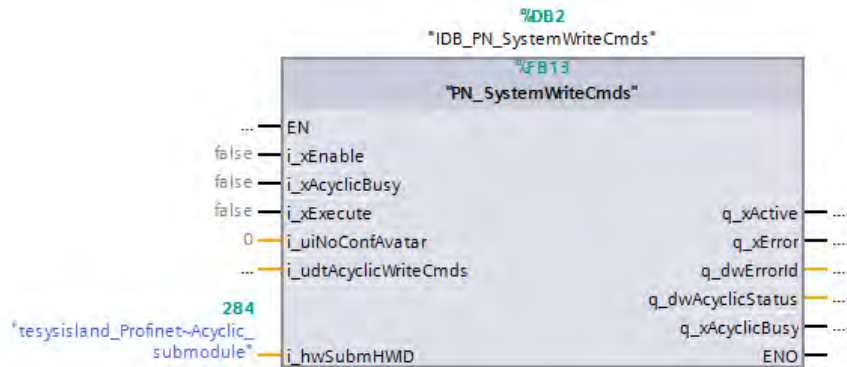 %DB2
"IDB_PN_SystemWriteCmds"
%FB13
"PN_SystemWriteCmds"
... EN
false i_xEnable
false i_xAcyclicBusy
false i_xExecute q_xActive ...
0 i_uiNoConfAvatar q_xError ...
... i_udtAcyclicWriteCmds q_dwErrorId ...
284 q_dwAcyclicStatus ...
"tesysisland_Profinet~Acyclic_ q_xAcyclicBusy ...
submodule" i_hwSubmHWID ENO